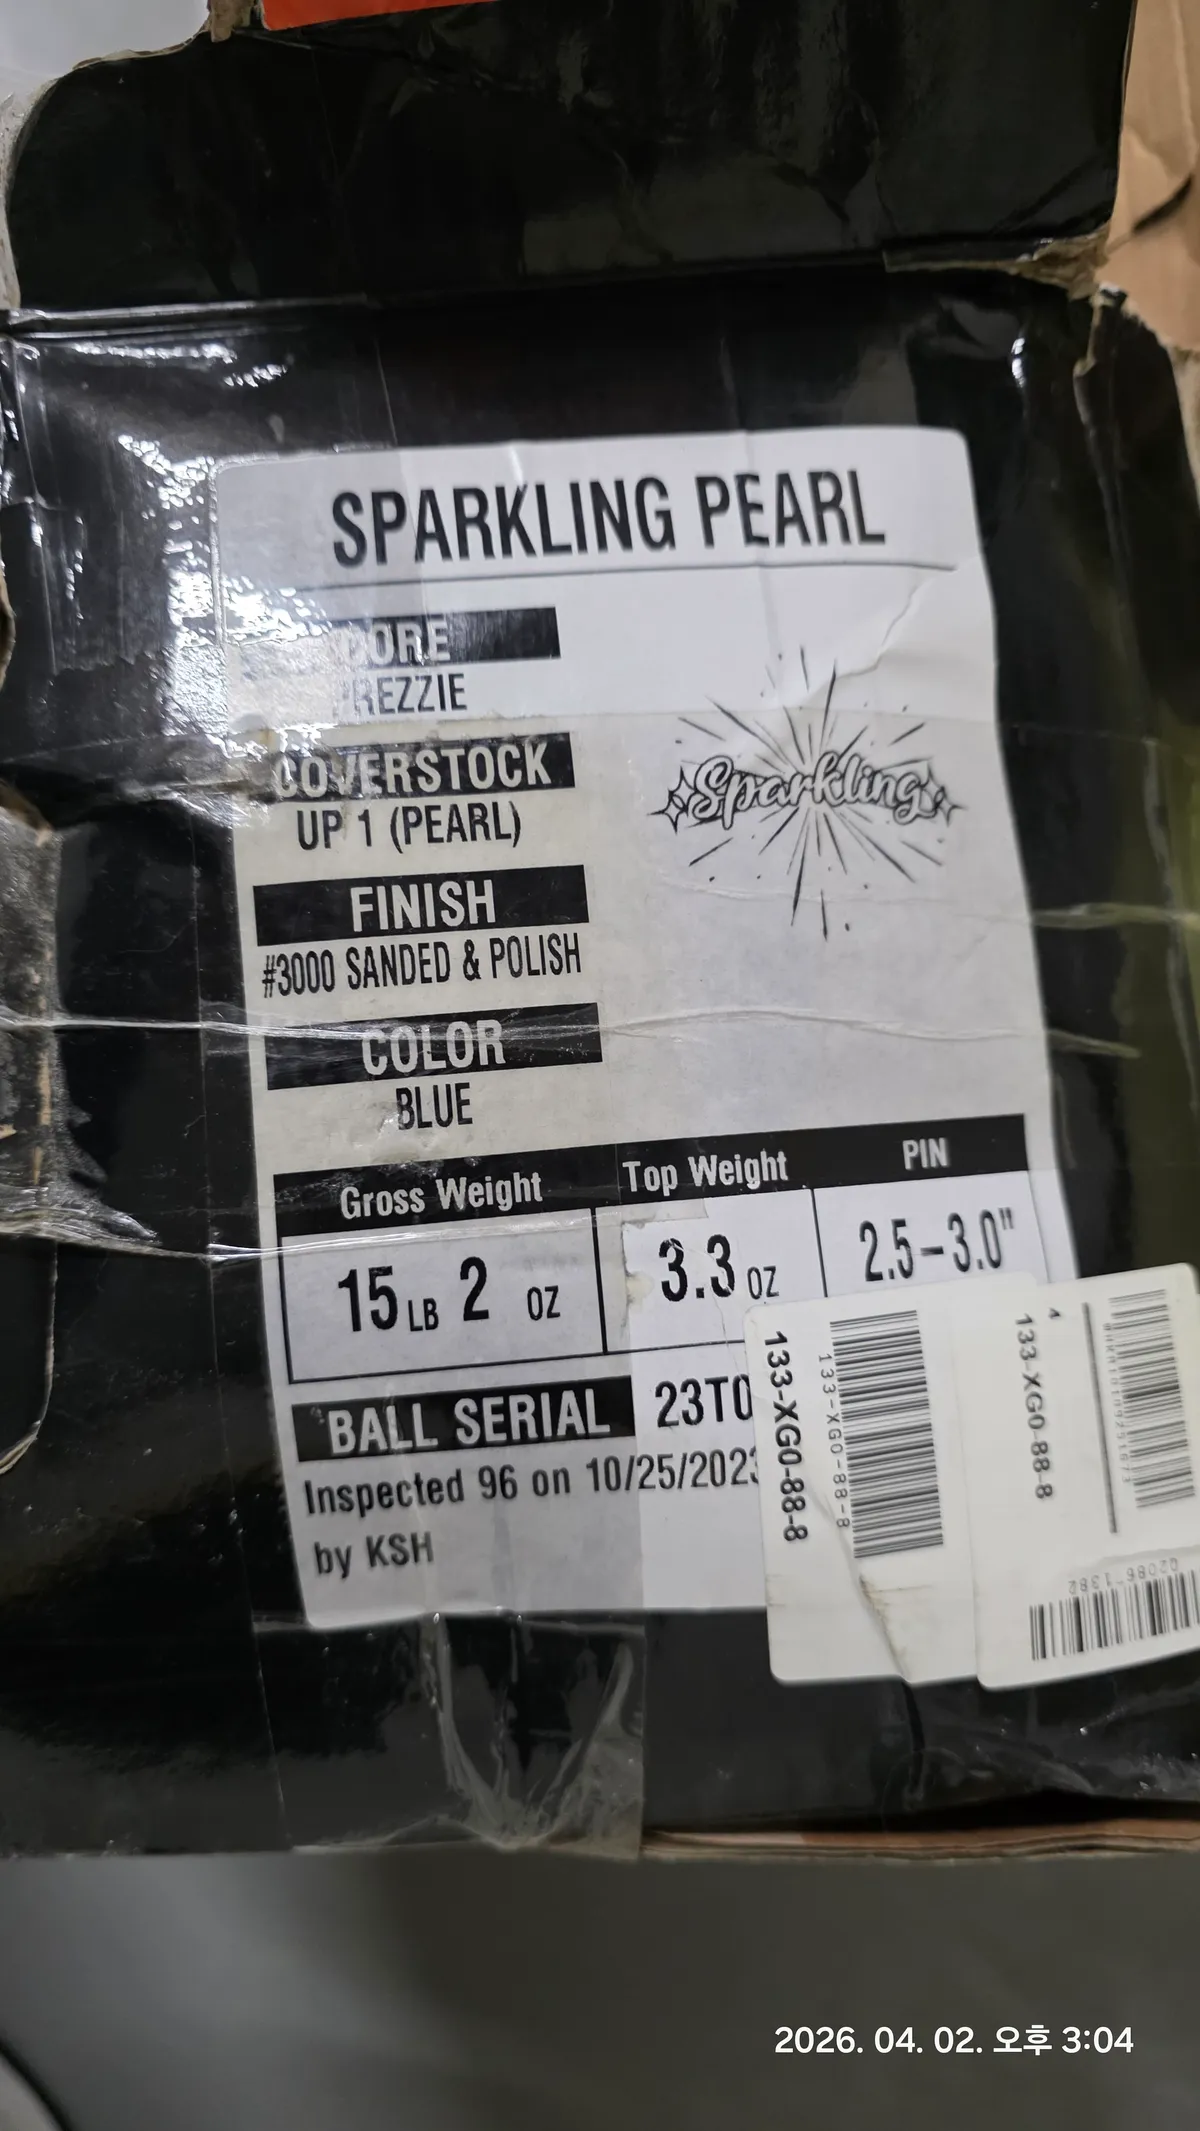 SPARKLING PEARL
CORE
PREZZIE
COVERSTOCK
UP 1 (PEARL)
Sparkling
FINISH
#3000 SANDED & POLISH
COLOR
BLUE
Gross Weight Top Weight PIN
15 LB 2 OZ 3.3 OZ 2.5-3.0"
BALL SERIAL 23T0
Inspected 96 on 10/25/2023
by KSH
133-XG0-88-8
133-XG0-88-8
4
133-XG0-88-8
02086-1382
2026. 04. 02. 오후 3:04